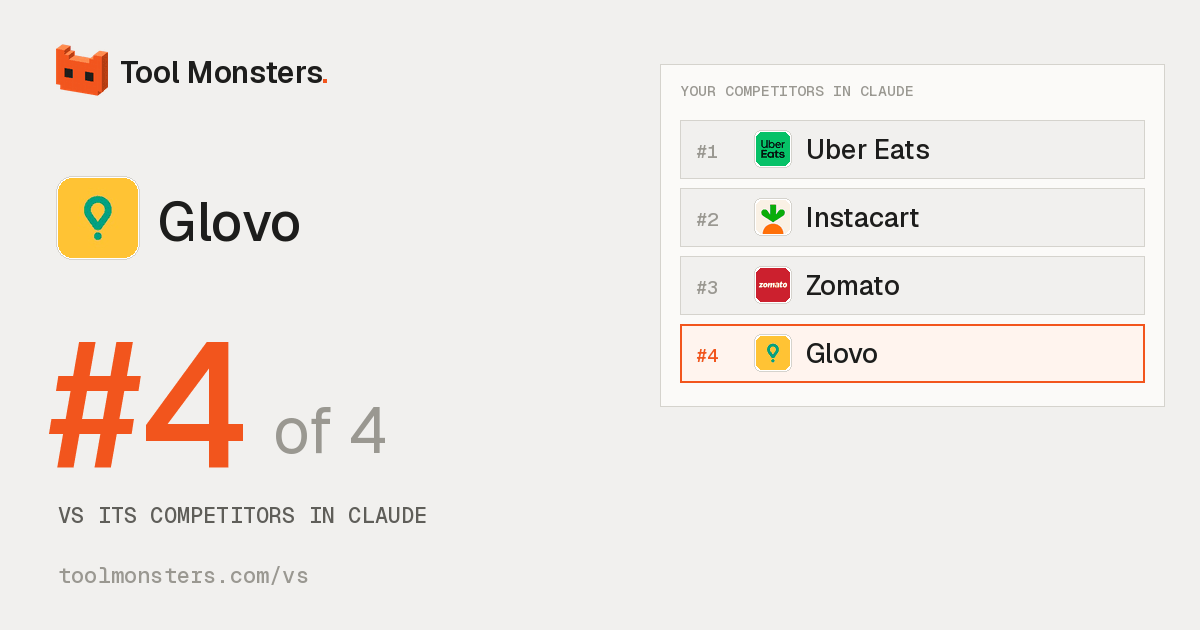 Tool Monsters.
Glovo
#4 of 4
VS ITS COMPETITORS IN CLAUDE
toolmonsters.com/vs
YOUR COMPETITORS IN CLAUDE
#1 Uber Eats Uber Eats
#2 Instacart
#3 zomato Zomato
#4 Glovo